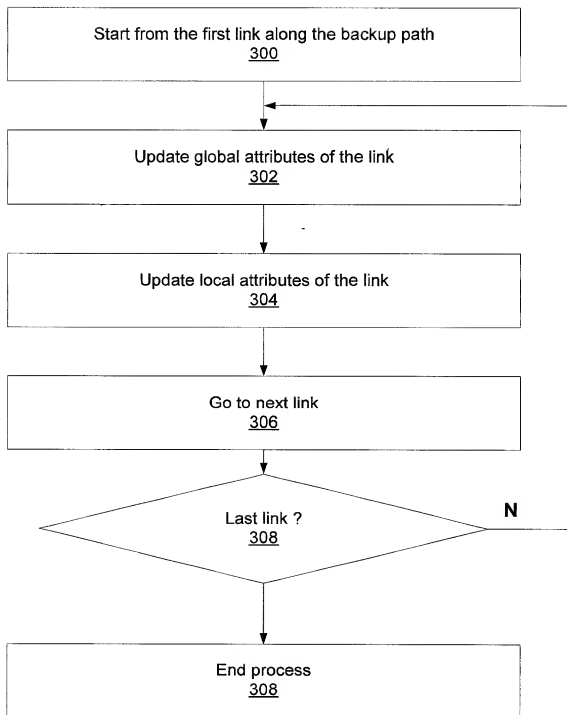 Start from the first link along the backup path
300
Update global attributes of the link
302
Update local attributes of the link
304
Go to next link
306
Last link ?
308
N
End process
308